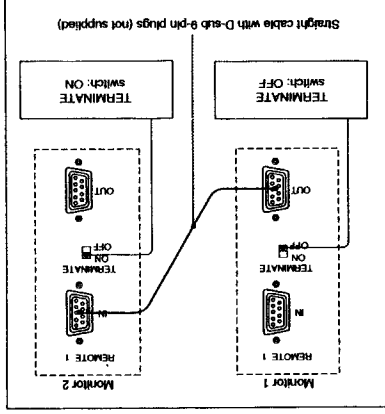 Monitor 1
REMOTE 1
IN
TERMINATE
ON
OFF
OUT
TERMINATE
switch: OFF
Monitor 2
REMOTE 1
IN
TERMINATE
ON
OFF
OUT
TERMINATE
switch: ON
Straight cable with D-sub 9-pin plugs (not supplied)